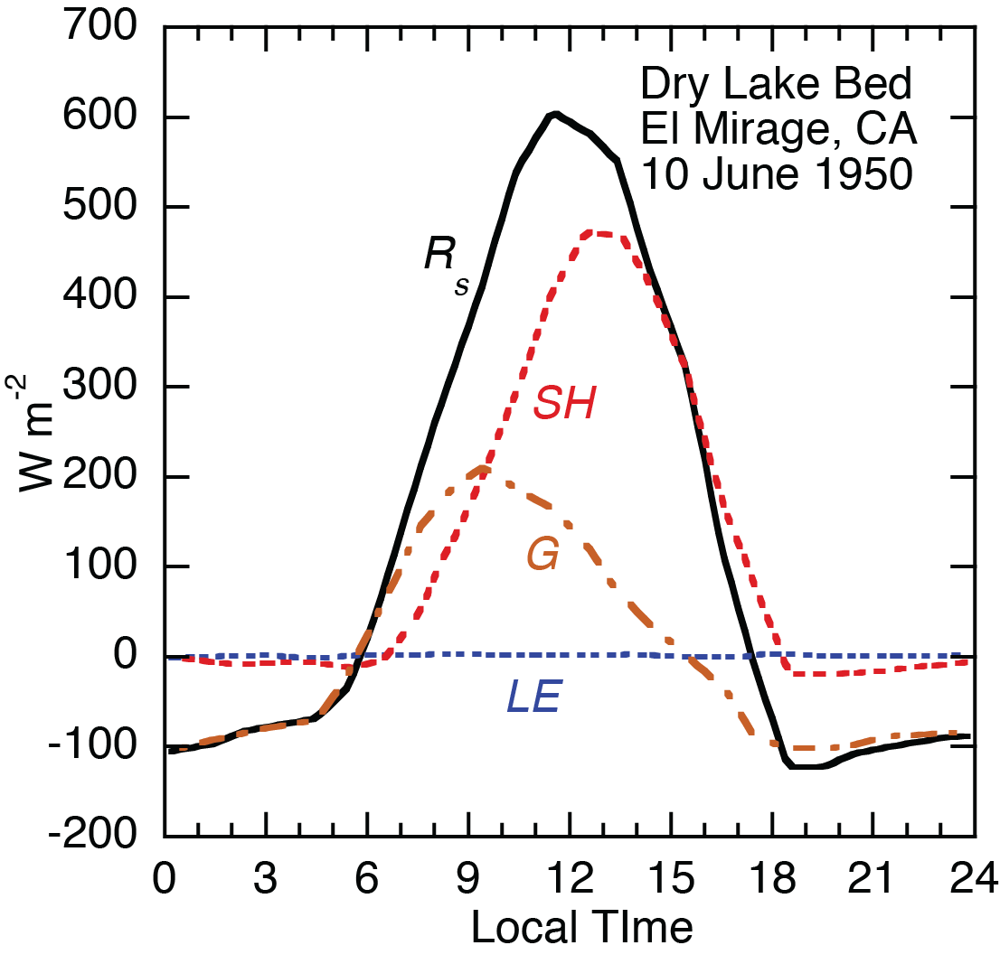 700
600
500
400
300
200
100
0
-100
-200
W m-2
Dry Lake Bed
El Mirage, CA
10 June 1950
Rs
SH
G
LE
0 3 6 9 12 15 18 21 24
Local TIme